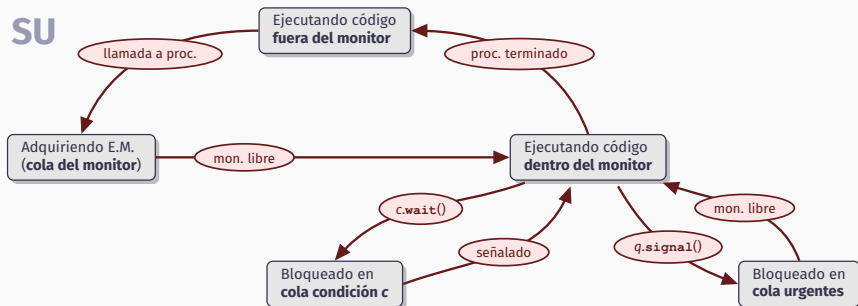 SU
Ejecutando código
fuera del monitor
llamada a proc.
proc. terminado
Adquiriendo E.M.
(cola del monitor)
mon. libre
Ejecutando código
dentro del monitor
c.wait()
señalado
mon. libre
q.signal()
Bloqueado en
cola condición c
Bloqueado en
cola urgentes